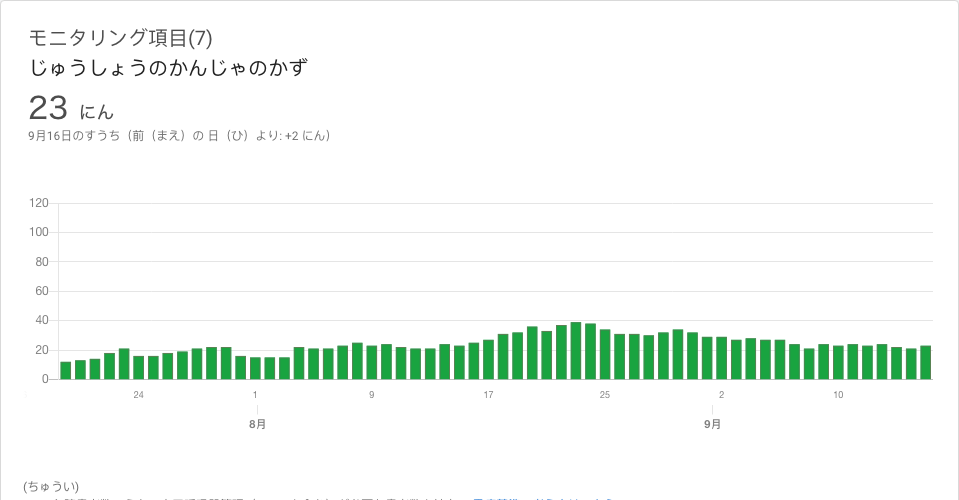 モニタリング項目(7)
じゅうしょうのかんじゃのかず
23 にん
9月16日のすうち（前（まえ）の 日（ひ）より: +2 にん）
120
100
80
60
40
20
0
24 1 9 17 25 2 10
8月 9月
(ちゅうい)